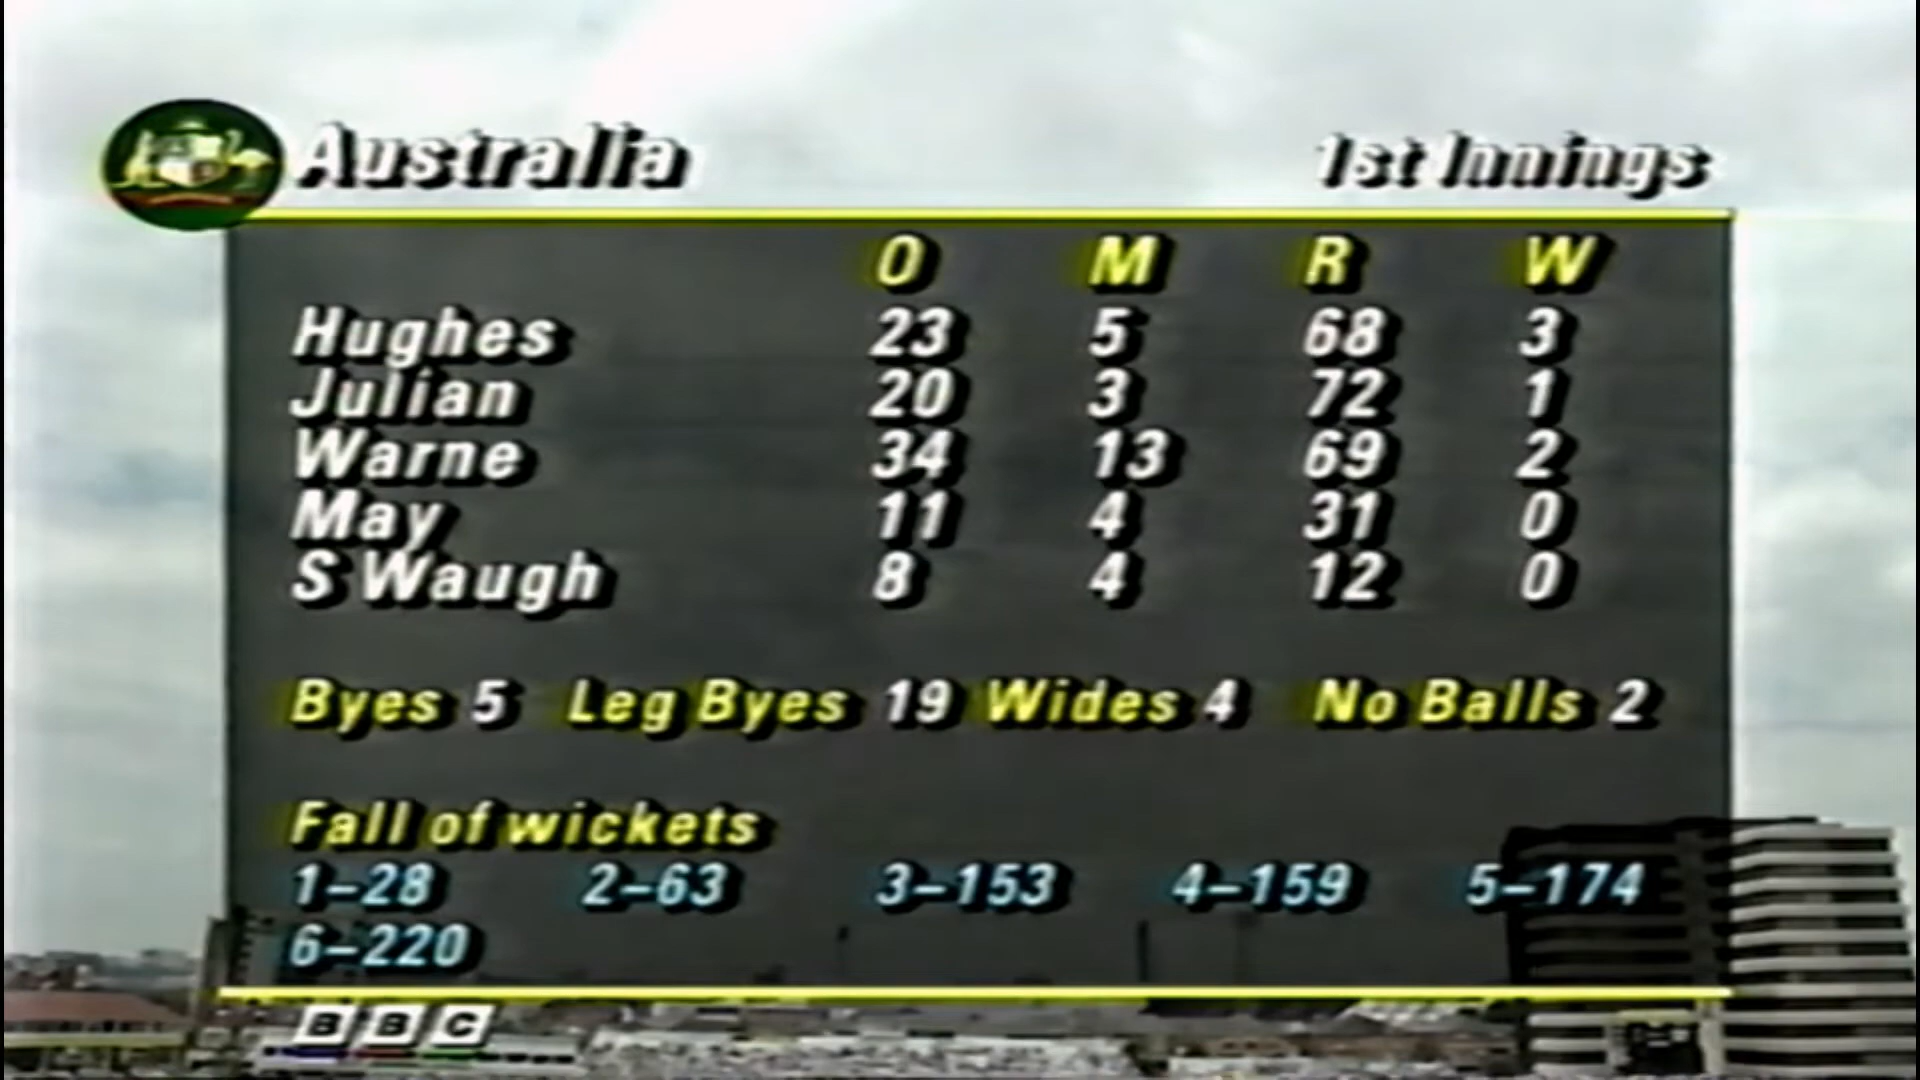 Australia 1st Innings
O M R W
Hughes 23 5 68 3
Julian 20 3 72 1
Warne 34 13 69 2
May 11 4 31 0
S Waugh 8 4 12 0
Byes 5 Leg Byes 19 Wides 4 No Balls 2
Fall of wickets
1-28 2-63 3-153 4-159 5-174
6-220
BBC